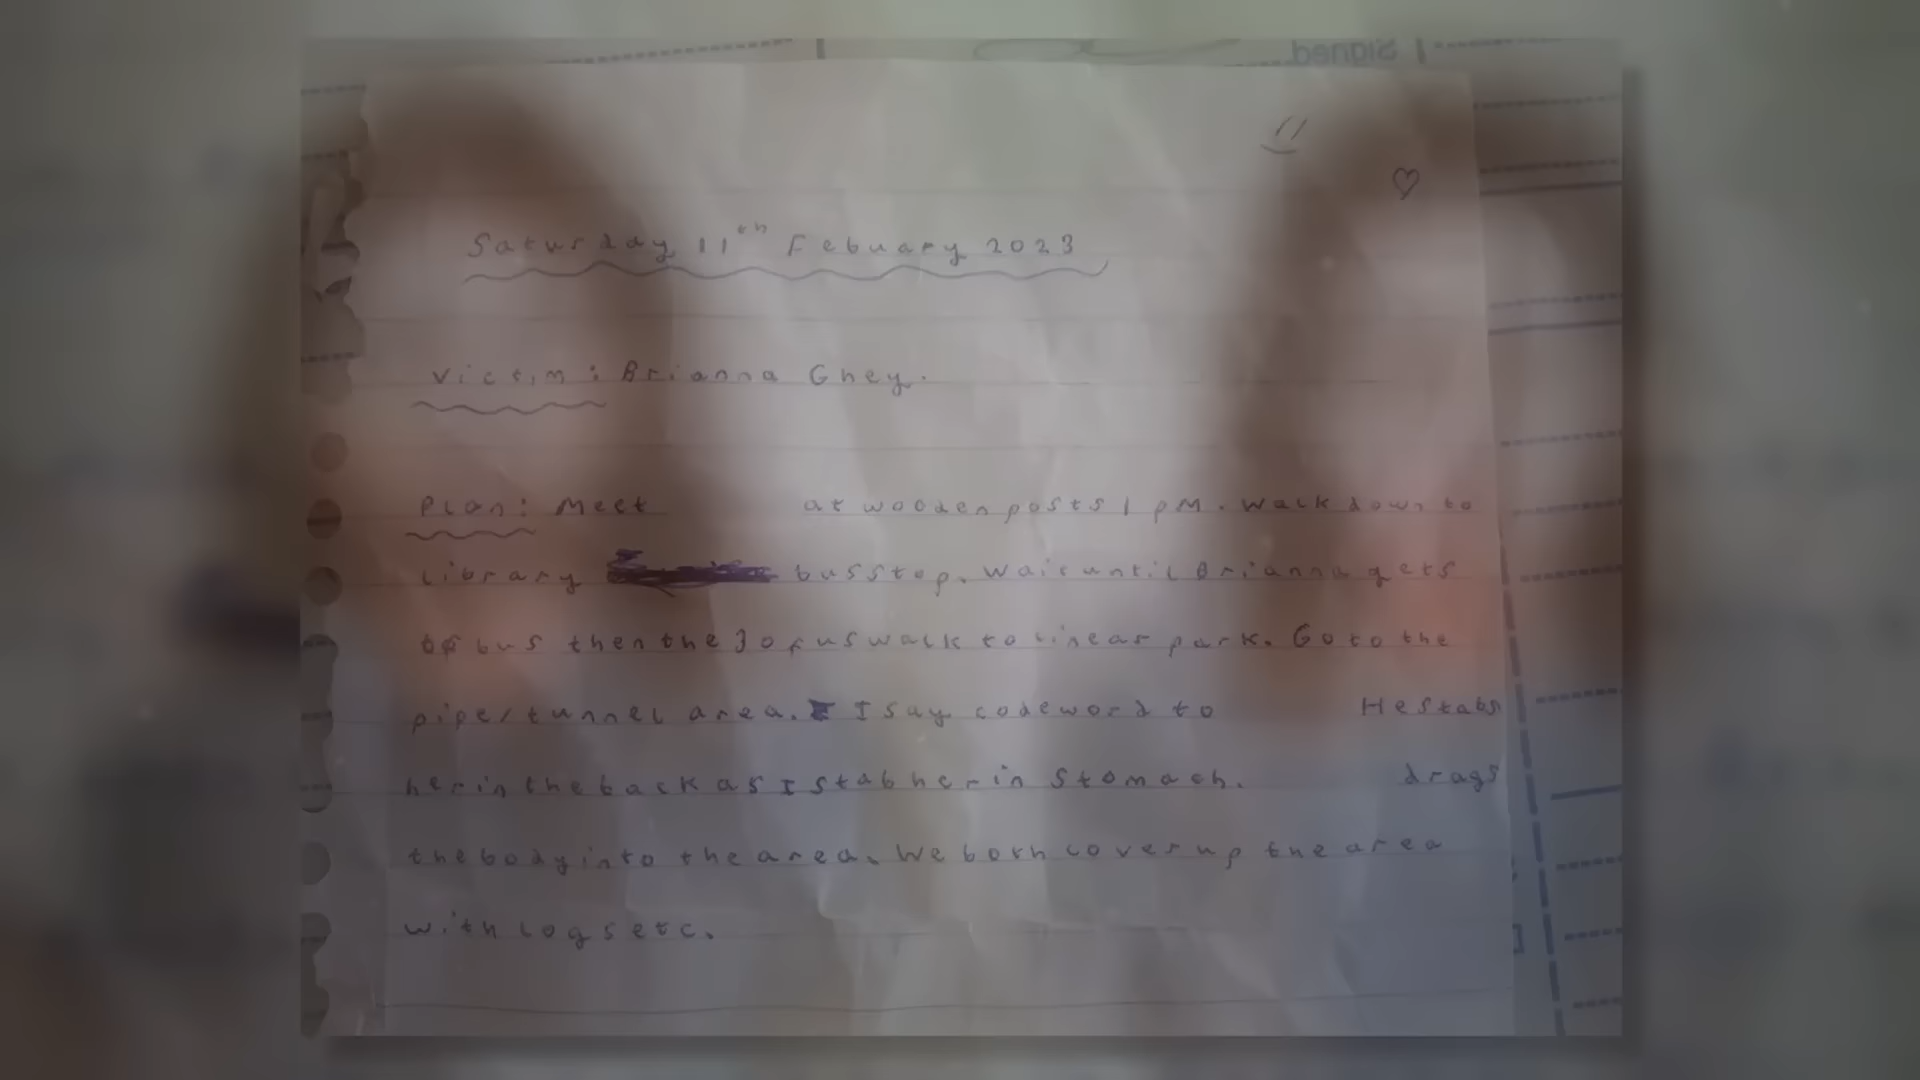 Signed
Saturday 11th Febuary 2023
Victim: Brianna Ghey.
Plan: Meet at wooden posts 1 pM. Walk down to
library bus stop. Wait until Brianna gets
of bus then the 3 of us walk to linear park. Go to the
pipe/tunnel area. I say codeword to He stabs
her in the back as I stab her in stomach. drags
the body into the area. We both cover up the area
with logs etc.